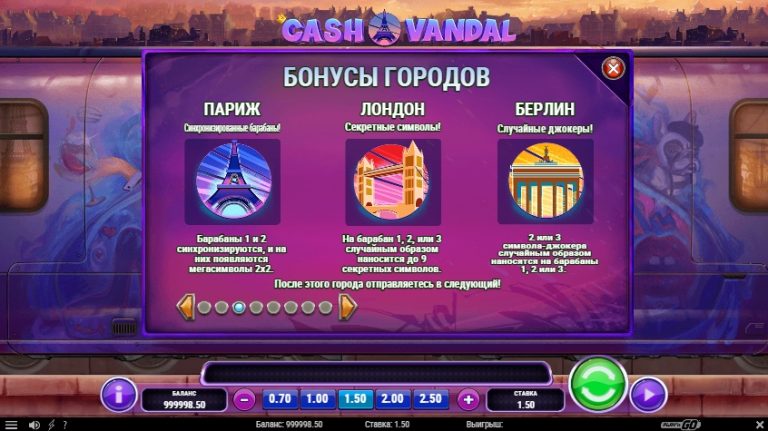 CASH VANDAL
БОНУСЫ ГОРОДОВ
ПАРИЖ
Синхронизированные барабаны!
Барабаны 1 и 2
синхронизируются, и на
них появляются
мегасимволы 2x2.
ЛОНДОН
Секретные символы!
На барабан 1, 2, или 3
случайным образом
наносится до 9
секретных символов.
БЕРЛИН
Случайные джокеры!
2 или 3
символа-джокера
случайным образом
наносятся на барабаны
1, 2 или 3.
После этого города отправляетесь в следующий!
БАЛАНС
999998.50
0.70
1.00
1.50
2.00
2.50
СТАВКА
1.50
Баланс: 999998.50 Ставка: 1.50 Выигрыш:
PLAY'N GO